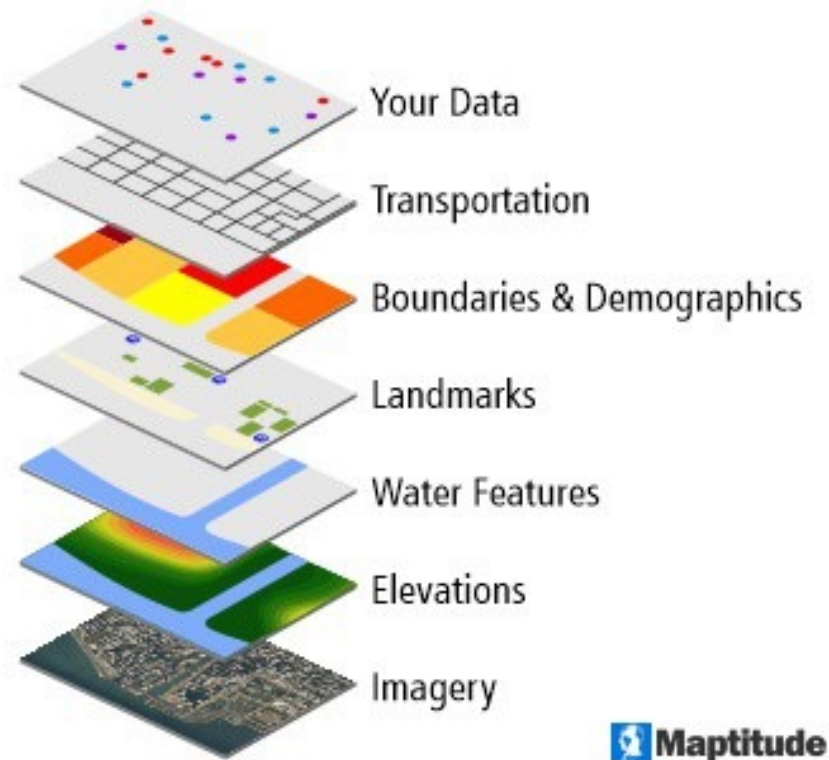 Your Data
Transportation
Boundaries & Demographics
Landmarks
Water Features
Elevations
Imagery
Maptitude